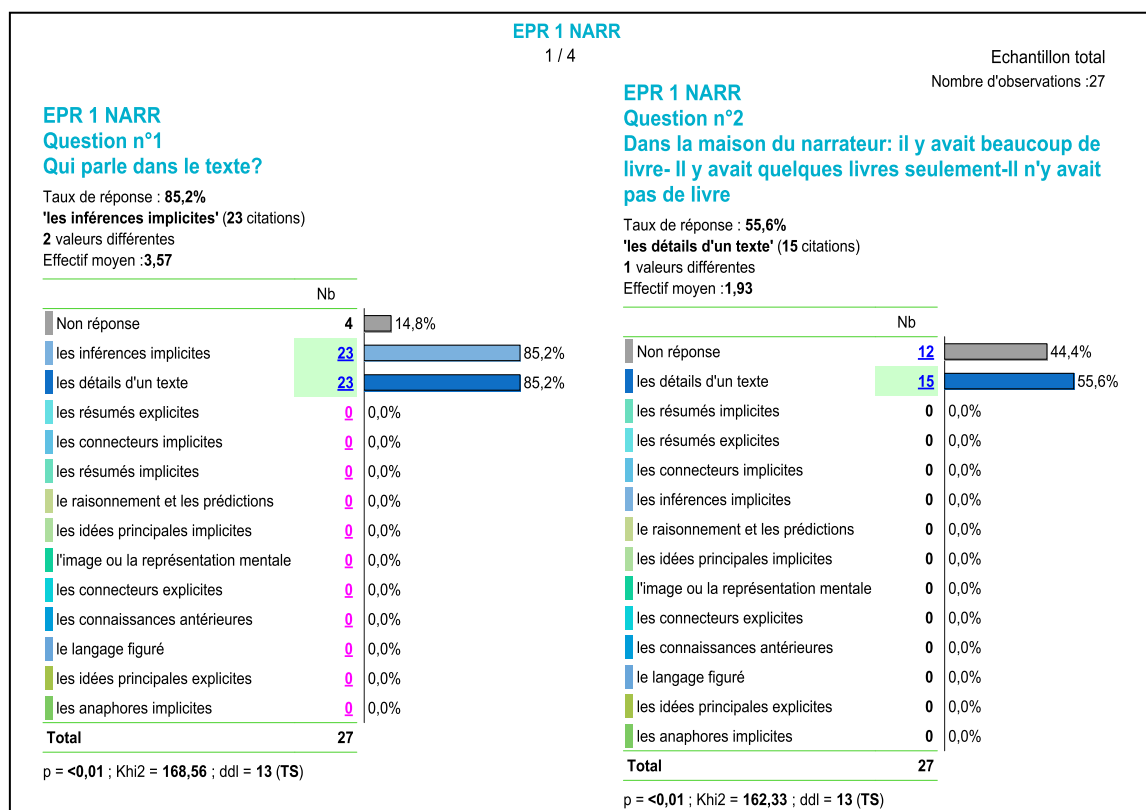 EPR 1 NARR
1 / 4
Echantillon total
Nombre d'observations :27
EPR 1 NARR
Question n°1
Qui parle dans le texte?
Taux de réponse : 85,2%
'les inférences implicites' (23 citations)
2 valeurs différentes
Effectif moyen :3,57
Nb
Non réponse 4 14,8%
les inférences implicites 23 85,2%
les détails d'un texte 23 85,2%
les résumés explicites 0 0,0%
les connecteurs implicites 0 0,0%
les résumés implicites 0 0,0%
le raisonnement et les prédictions 0 0,0%
les idées principales implicites 0 0,0%
l'image ou la représentation mentale 0 0,0%
les connecteurs explicites 0 0,0%
les connaissances antérieures 0 0,0%
le langage figuré 0 0,0%
les idées principales explicites 0 0,0%
les anaphores implicites 0 0,0%
Total 27
p = <0,01 ; Khi2 = 168,56 ; ddl = 13 (TS)
EPR 1 NARR
Question n°2
Dans la maison du narrateur: il y avait beaucoup de
livre- Il y avait quelques livres seulement-Il n'y avait
pas de livre
Taux de réponse : 55,6%
'les détails d'un texte' (15 citations)
1 valeurs différentes
Effectif moyen :1,93
Nb
Non réponse 12 44,4%
les détails d'un texte 15 55,6%
les résumés implicites 0 0,0%
les résumés explicites 0 0,0%
les connecteurs implicites 0 0,0%
les inférences implicites 0 0,0%
le raisonnement et les prédictions 0 0,0%
les idées principales implicites 0 0,0%
l'image ou la représentation mentale 0 0,0%
les connecteurs explicites 0 0,0%
les connaissances antérieures 0 0,0%
le langage figuré 0 0,0%
les idées principales explicites 0 0,0%
les anaphores implicites 0 0,0%
Total 27
p = <0,01 ; Khi2 = 162,33 ; ddl = 13 (TS)